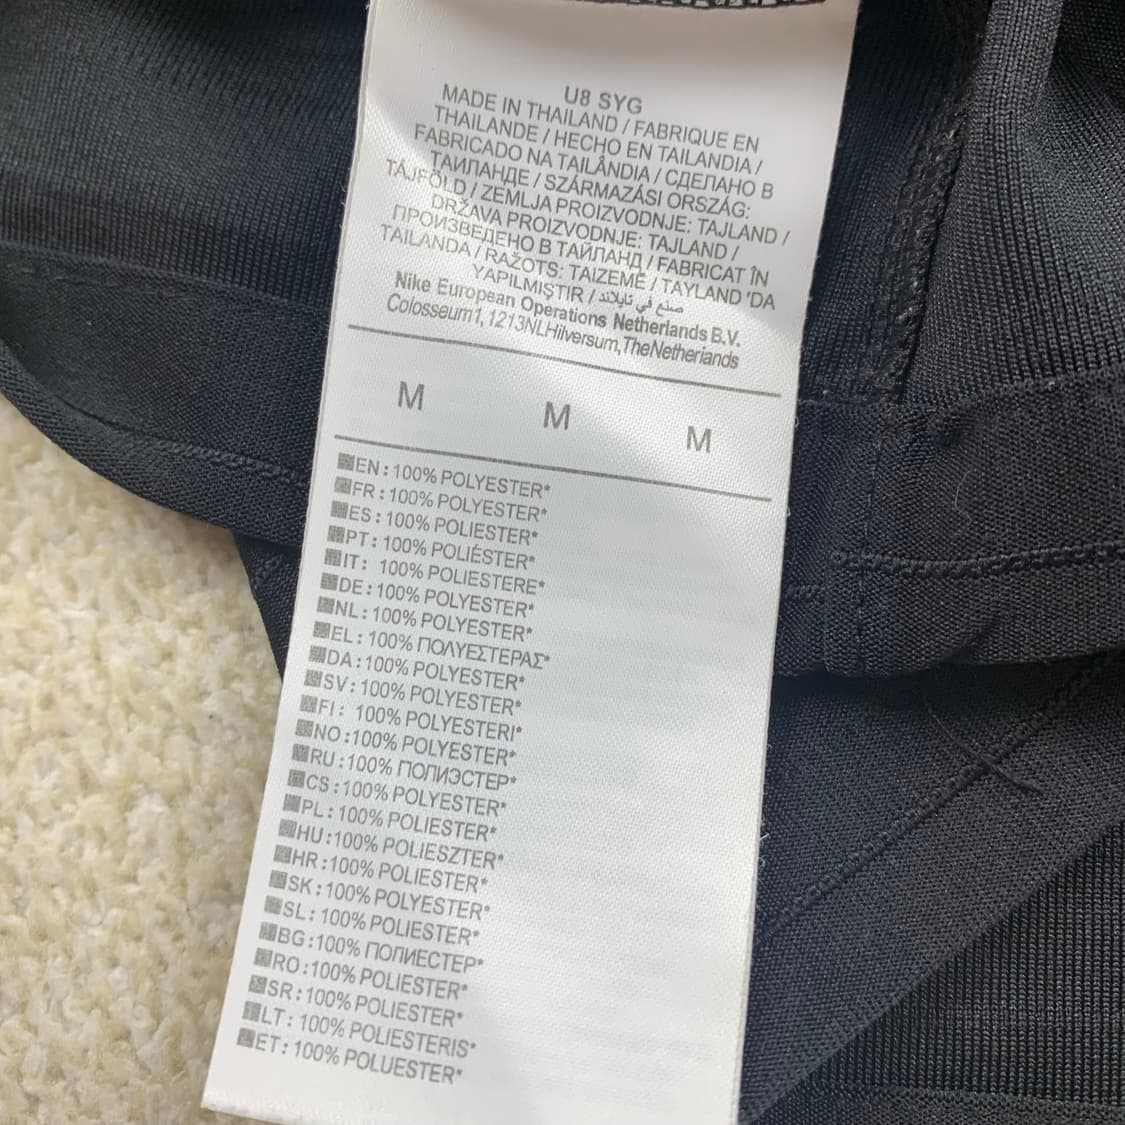 U8 SYG
MADE IN THAILAND / FABRIQUE EN
THAILANDE / HECHO EN TAILANDIA /
FABRICADO NA TAILÂNDIA / СДЕЛАНО В
ТАИЛАНДЕ / SZÁRMAZÁSI ORSZÁG:
TÁJFÖLD / ZEMLJA PROIZVODNJE: TAJLAND /
DRŽAVA PROIZVODNJE: TAJLAND /
ПРОИЗВЕДЕНО В ТАЙЛАНД / FABRICAT ÎN
TAILANDA / RAŽOTS: TAIZEMĒ / TAYLAND 'DA
YAPILMIŞTIR / صنع في تايلاند
Nike European Operations Netherlands B.V.
Colosseum1, 1213NLHilversum,TheNetherlands
M M M
EN : 100% POLYESTER*
FR : 100% POLYESTER*
ES : 100% POLIESTER*
PT : 100% POLIÉSTER*
IT : 100% POLIESTERE*
DE : 100% POLYESTER*
NL : 100% POLYESTER*
EL : 100% ΠΟΛΥΕΣΤΕΡΑΣ*
DA : 100% POLYESTER*
SV : 100% POLYESTER*
FI : 100% POLYESTERI*
NO : 100% POLYESTER*
RU : 100% ПОЛИЭСТЕР*
CS : 100% POLYESTER*
PL : 100% POLIESTER*
HU : 100% POLIESZTER*
HR : 100% POLIESTER*
SK : 100% POLYESTER*
SL : 100% POLIESTER*
BG : 100% ПОЛИЕСТЕР*
RO : 100% POLIESTER*
SR : 100% POLIESTER*
LT : 100% POLIESTERIS*
ET : 100% POLUESTER*